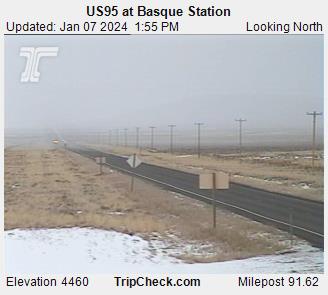 US95 at Basque Station
Updated: Jan 07 2024 1:55 PM Looking North
Elevation 4460 TripCheck.com Milepost 91.62